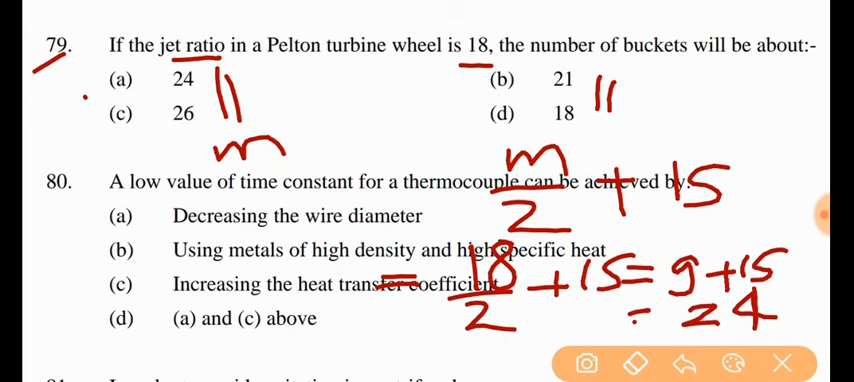 79. If the jet ratio in a Pelton turbine wheel is 18, the number of buckets will be about:-
(a) 24 (b) 21
(c) 26 (d) 18
m
m/2 + 15
80. A low value of time constant for a thermocouple can be achieved by:
(a) Decreasing the wire diameter
(b) Using metals of high density and high specific heat
= 18/2 + 15 = 9 + 15
(c) Increasing the heat transfer coefficient
= 24
(d) (a) and (c) above